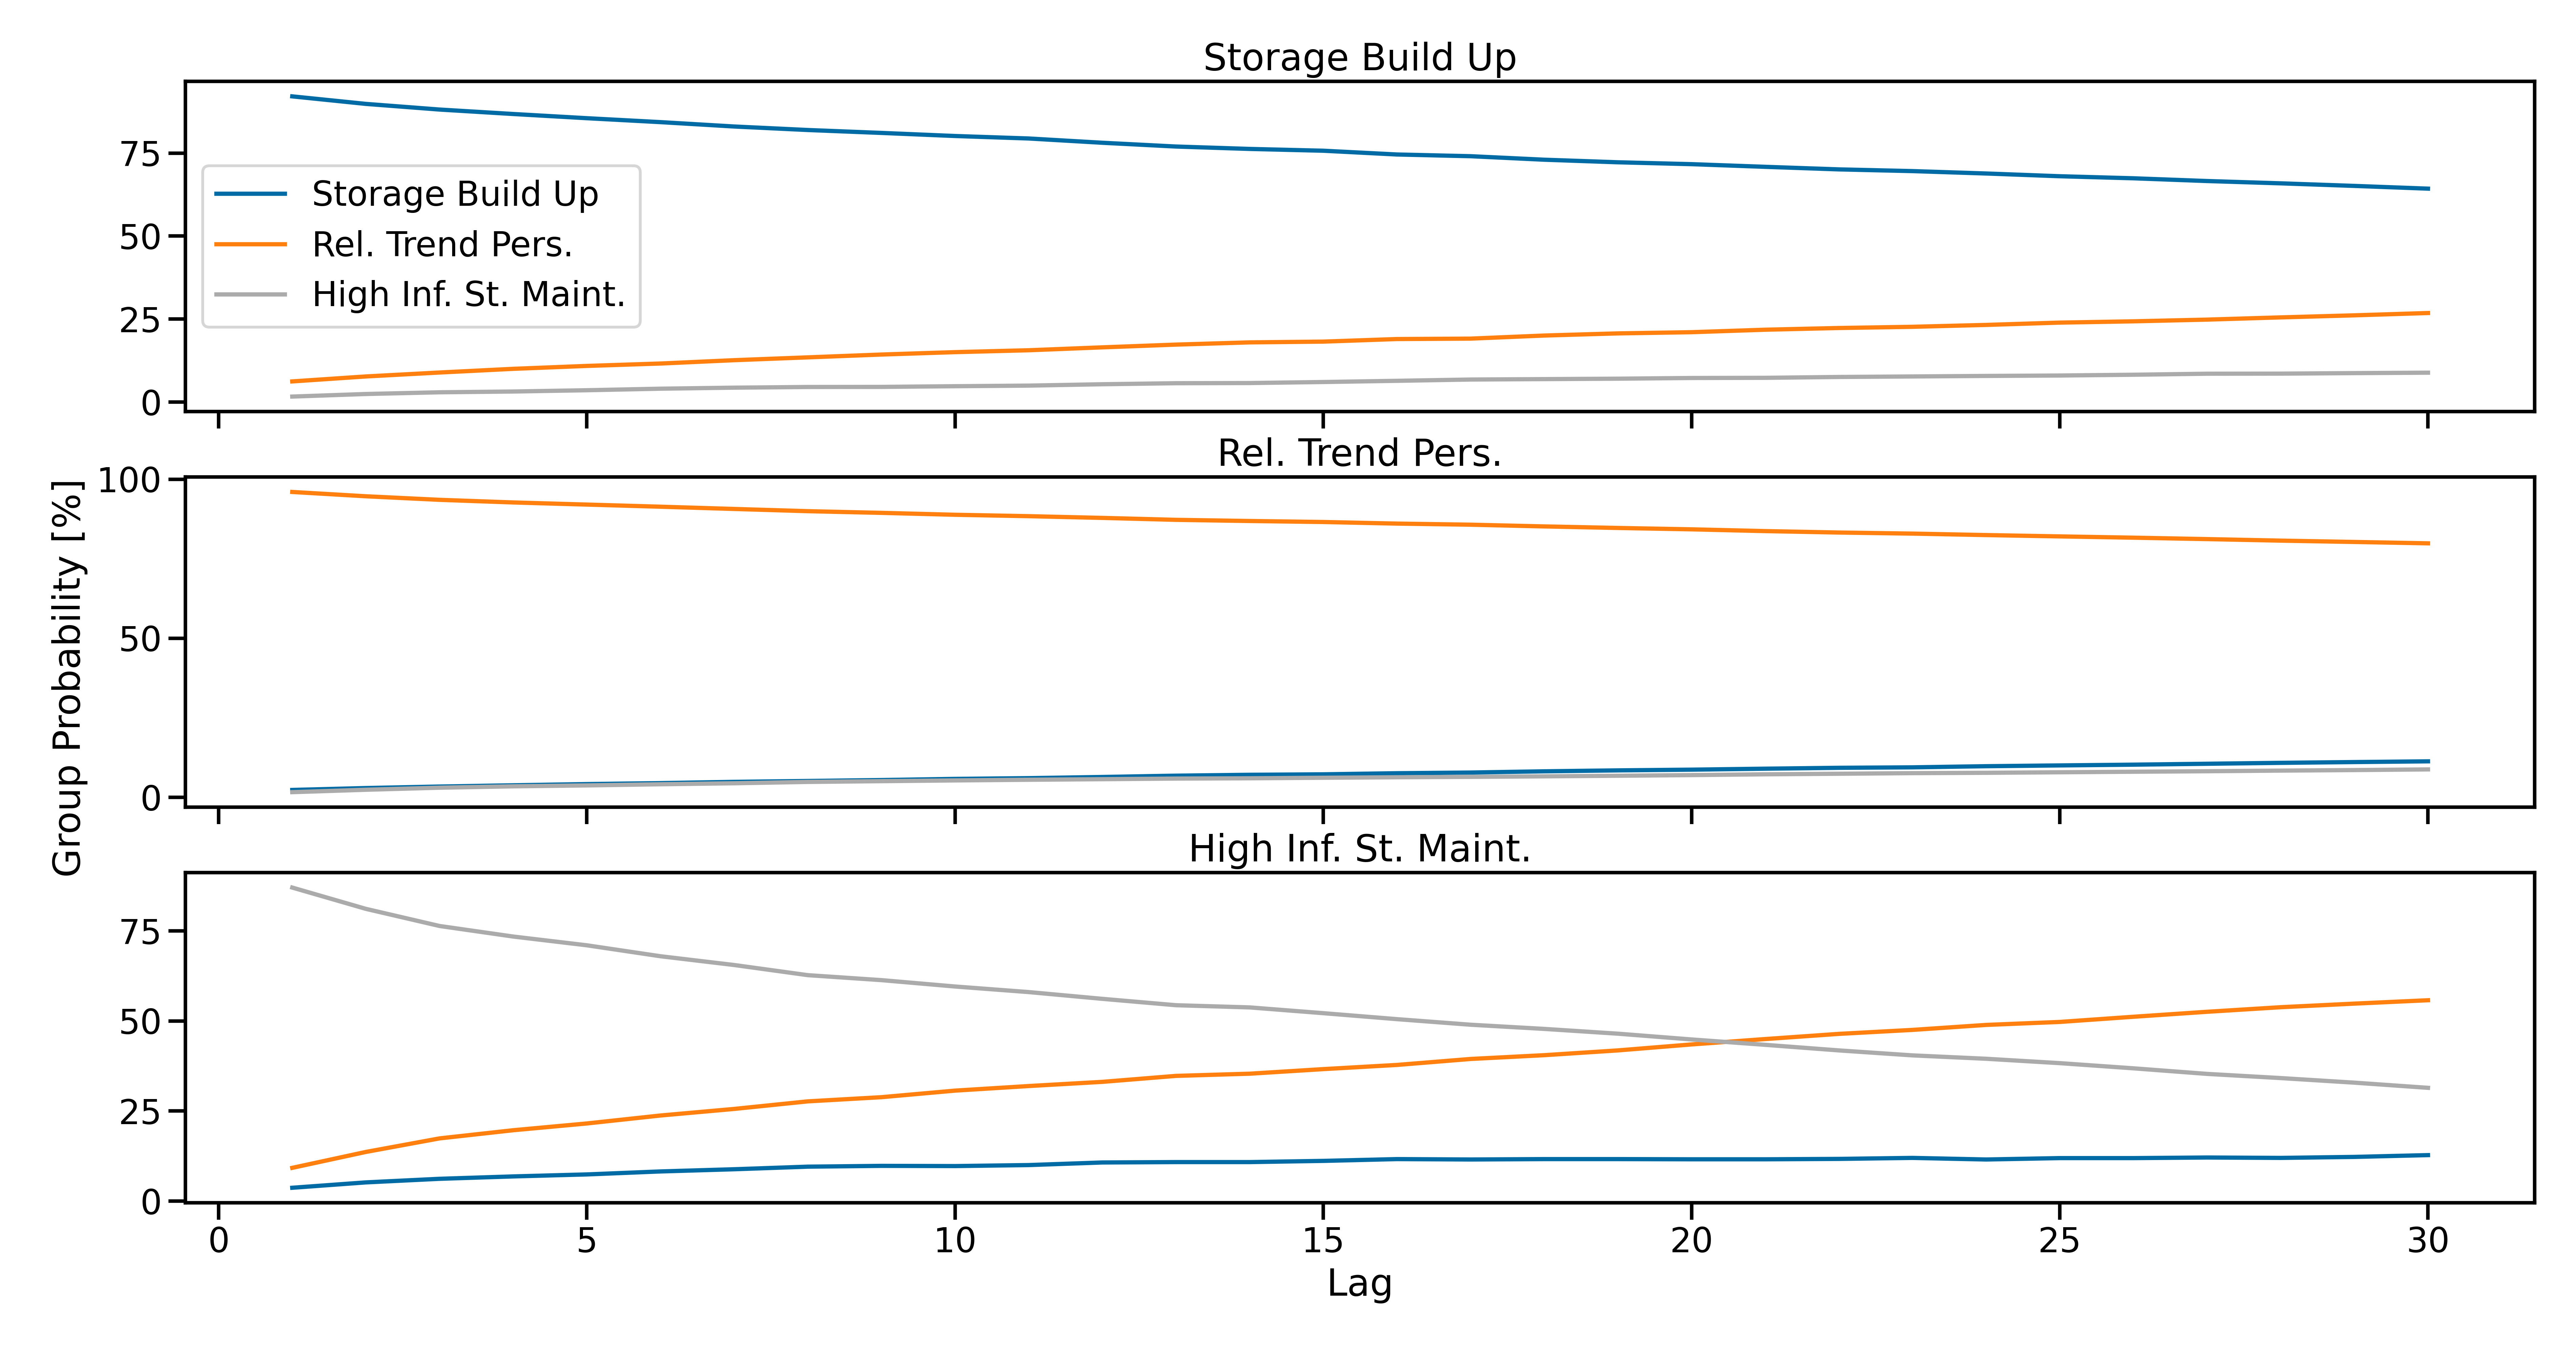 Storage Build Up
75
50
25
0
Storage Build Up
Rel. Trend Pers.
High Inf. St. Maint.
Rel. Trend Pers.
100
50
0
Group Probability [%]
High Inf. St. Maint.
75
50
25
0
0 5 10 15 20 25 30
Lag